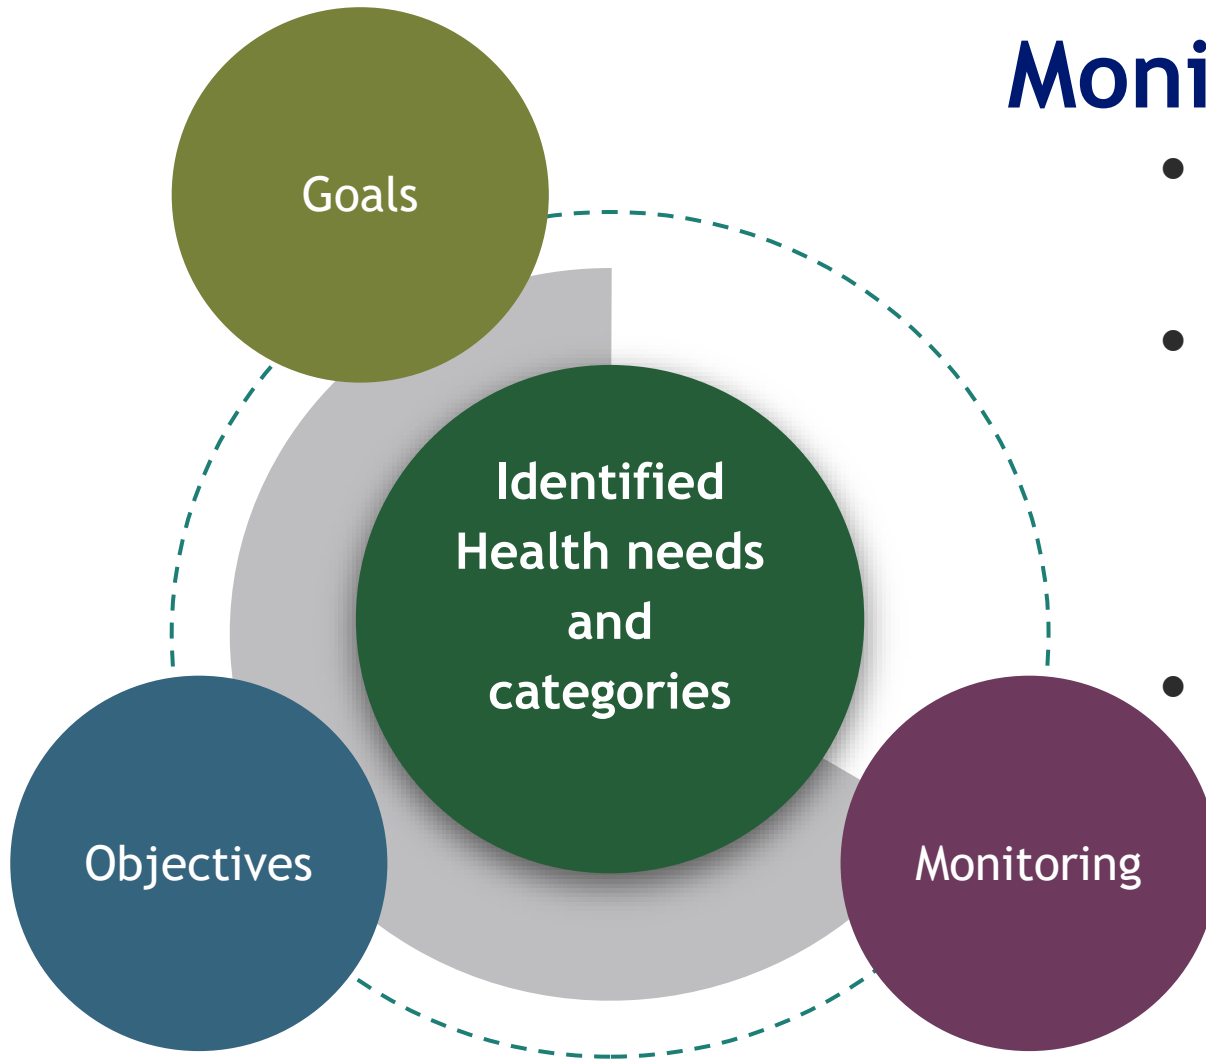 Moni
Goals
Identified
Health needs
and
categories
Objectives
Monitoring